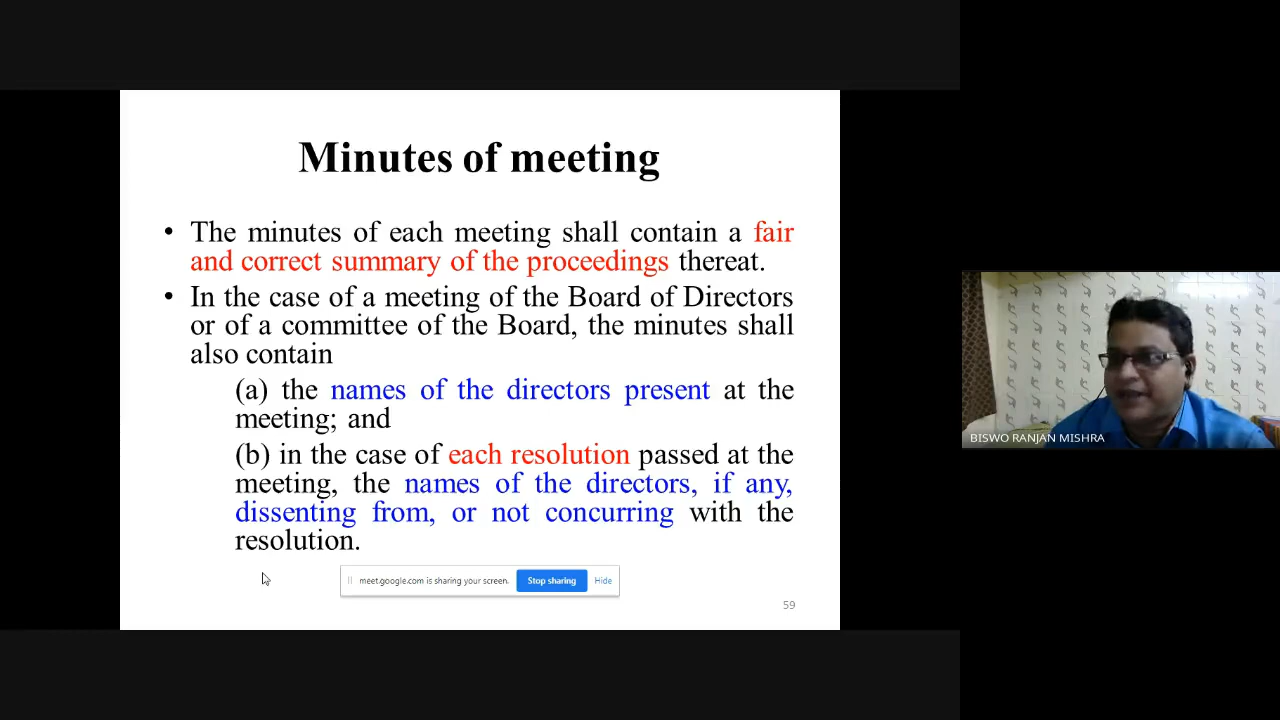 Minutes of meeting
• The minutes of each meeting shall contain a fair
and correct summary of the proceedings thereat.
• In the case of a meeting of the Board of Directors
or of a committee of the Board, the minutes shall
also contain
(a) the names of the directors present at the
meeting; and
(b) in the case of each resolution passed at the
meeting, the names of the directors, if any,
dissenting from, or not concurring with the
resolution.
meet.google.com is sharing your screen. Stop sharing Hide
59
BISWO RANJAN MISHRA